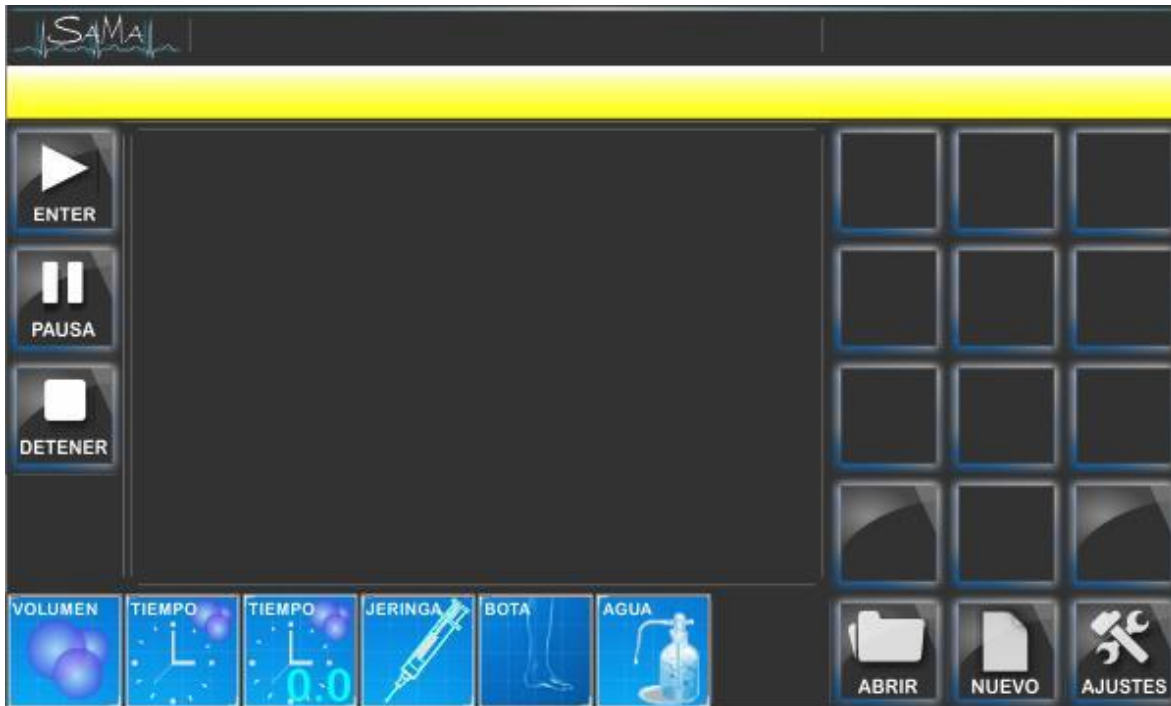 SAMA
ENTER
PAUSA
DETENER
VOLUMEN
TIEMPO
TIEMPO
0.0
JERINGA
BOTA
AGUA
ABRIR
NUEVO
AJUSTES